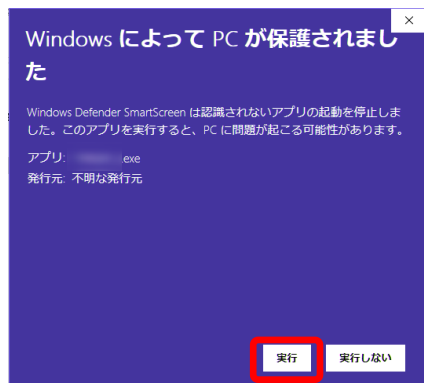 Windows によって PC が保護されまし
た
Windows Defender SmartScreen は認識されないアプリの起動を停止しま
した。このアプリを実行すると、PC に問題が起こる可能性があります。
アプリ: .exe
発行元: 不明な発行元
実行 実行しない